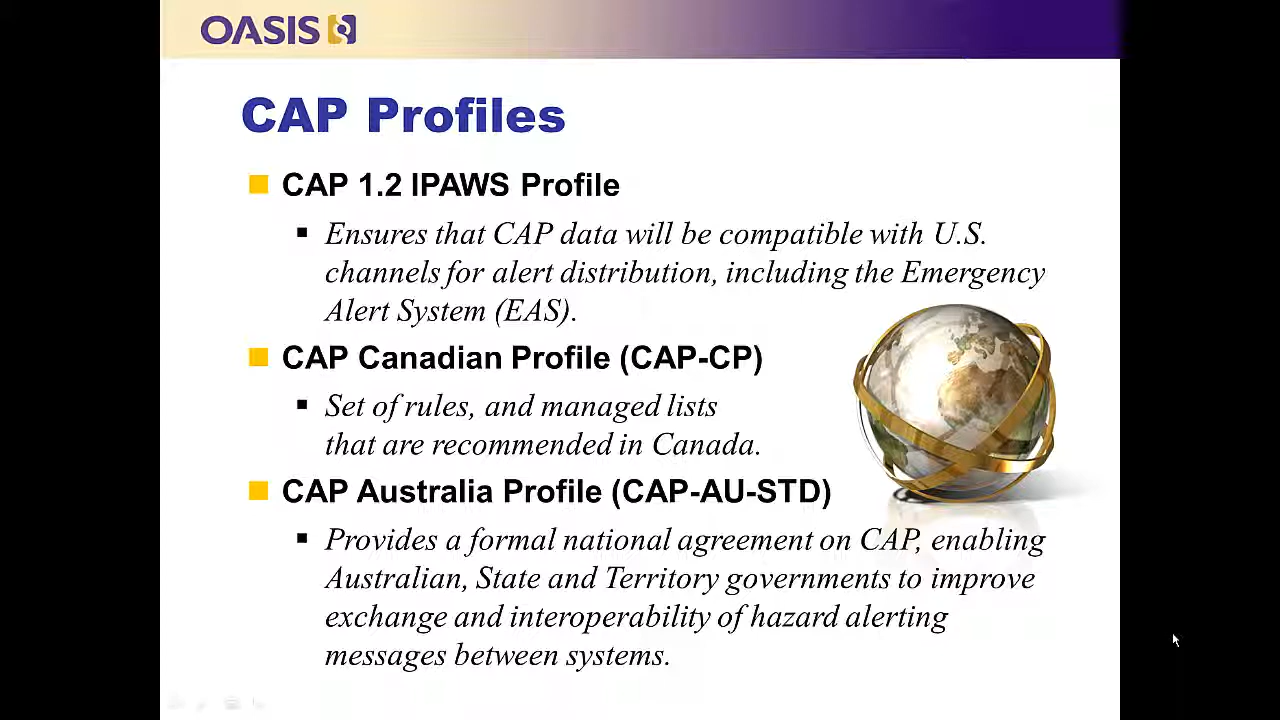 OASIS
CAP Profiles
CAP 1.2 IPAWS Profile
Ensures that CAP data will be compatible with U.S.
channels for alert distribution, including the Emergency
Alert System (EAS).
CAP Canadian Profile (CAP-CP)
Set of rules, and managed lists
that are recommended in Canada.
CAP Australia Profile (CAP-AU-STD)
Provides a formal national agreement on CAP, enabling
Australian, State and Territory governments to improve
exchange and interoperability of hazard alerting
messages between systems.